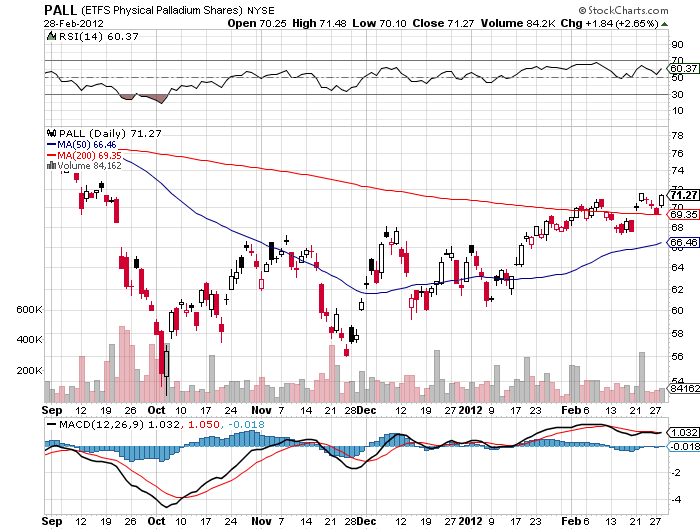 PALL (ETFS Physical Palladium Shares) NYSE © StockCharts.com
28-Feb-2012 Open 70.25 High 71.48 Low 70.10 Close 71.27 Volume 84.2K Chg +1.84 (+2.65%)
RSI(14) 60.37
90
70
60.37
50
30
10
PALL (Daily) 71.27
MA(50) 66.46
MA(200) 69.35
Volume 84,162
76
74
72
71.27
70
69.35
68
66.46
66
64
62
60
58
56
54
84162
600K
400K
200K
Sep 12 19 26 Oct 10 17 24 Nov 7 14 21 28 Dec 12 19 27 2012 9 17 23 Feb 6 13 21 27
MACD(12,26,9) 1.032, 1.050, -0.018
1.032
-0.018
-2
-4
Sep 12 19 26 Oct 10 17 24 Nov 7 14 21 28 Dec 12 19 27 2012 9 17 23 Feb 6 13 21 27